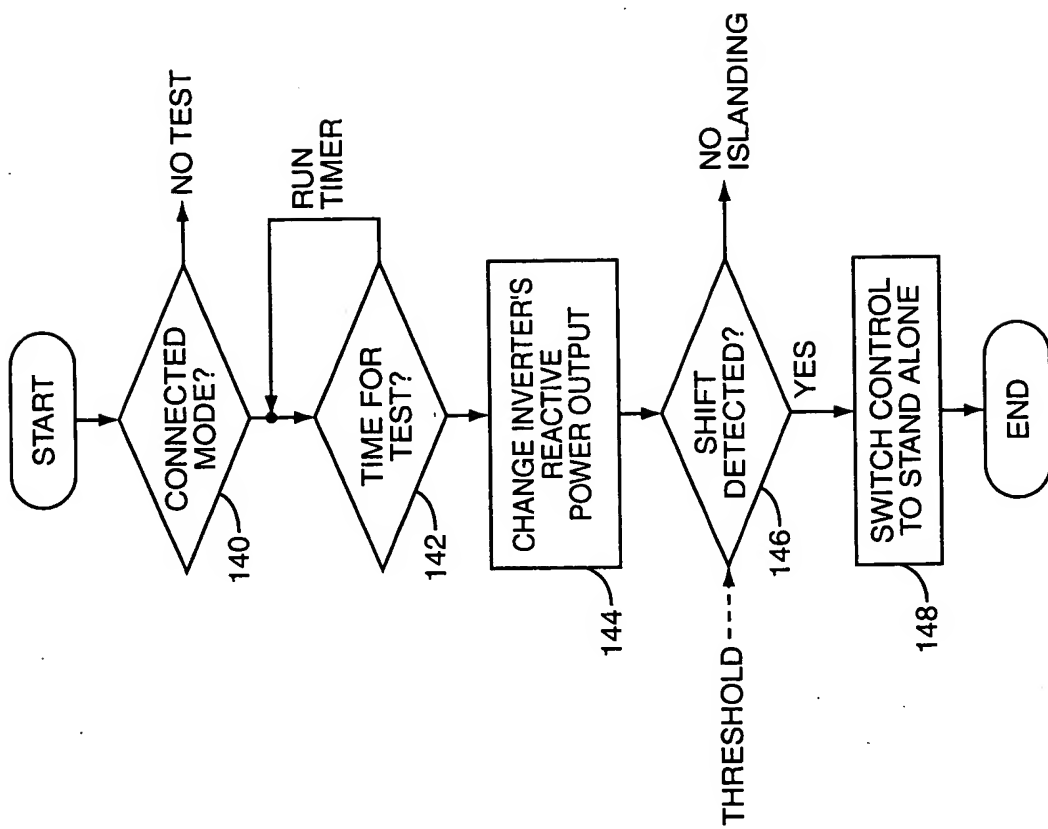 START
CONNECTED
MODE?
NO TEST
140
RUN
TIMER
TIME FOR
TEST?
142
CHANGE INVERTER'S
REACTIVE
POWER OUTPUT
144
THRESHOLD
SHIFT
DETECTED?
NO
ISLANDING
146
YES
SWITCH CONTROL
TO STAND ALONE
148
END